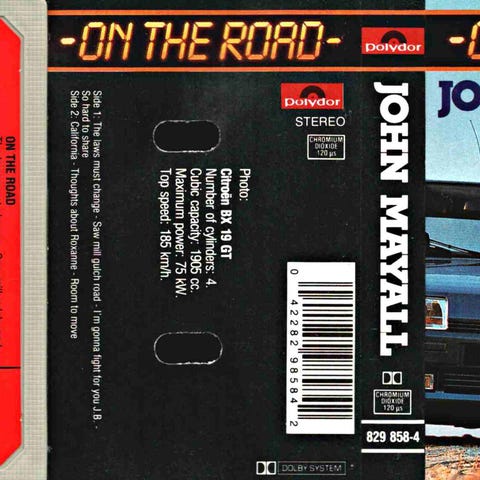 -ON THE ROAD-
polydor
-O
ON THE ROAD
Side 1: The laws must change - Saw mill gulch road - I'm gonna fight for you J.B. -
So hard to share
Side 2: California - Thoughts about Roxanne - Room to move
polydor
STEREO
CHROMIUM
DIOXIDE
120 µs
Photo:
Citroën BX 19 GT
Number of cylinders: 4.
Cubic capacity: 1905 cc.
Maximum power: 75 kW.
Top speed: 185 km/h.
0 42282 98584 2
DOLBY SYSTEM
JOHN MAYALL
CHROMIUM
DIOXIDE
120 µs
829 858-4
JO